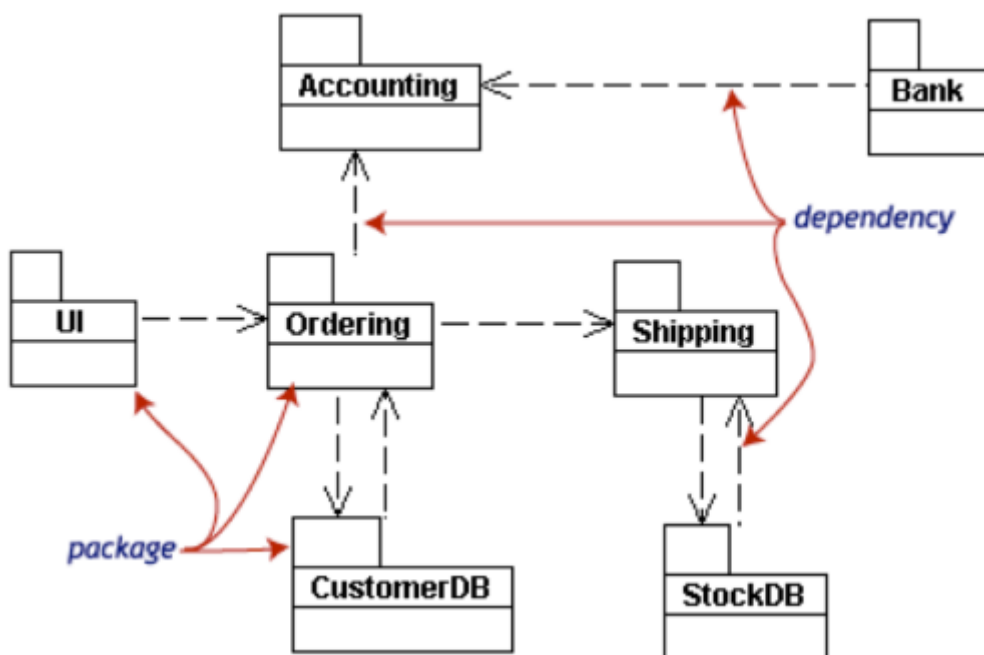 Accounting
Bank
dependency
UI
Ordering
Shipping
package
CustomerDB
StockDB